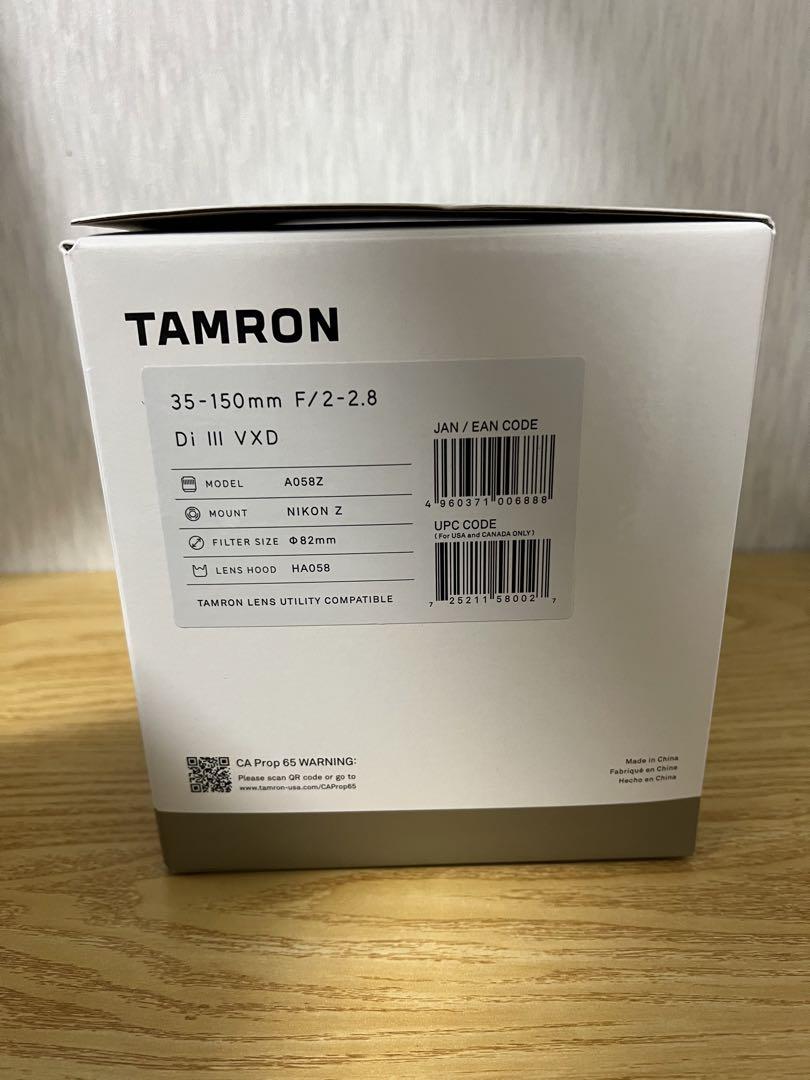 TAMRON
35-150mm F/2-2.8
Di III VXD
MODEL A058Z
MOUNT NIKON Z
FILTER SIZE Φ82mm
LENS HOOD HA058
TAMRON LENS UTILITY COMPATIBLE
JAN / EAN CODE
4 960371 006888
UPC CODE
( For USA and CANADA ONLY )
7 25211 58002 7
CA Prop 65 WARNING:
Please scan QR code or go to
www.tamron-usa.com/CAProp65
Made in China
Fabriqué en Chine
Hecho en China